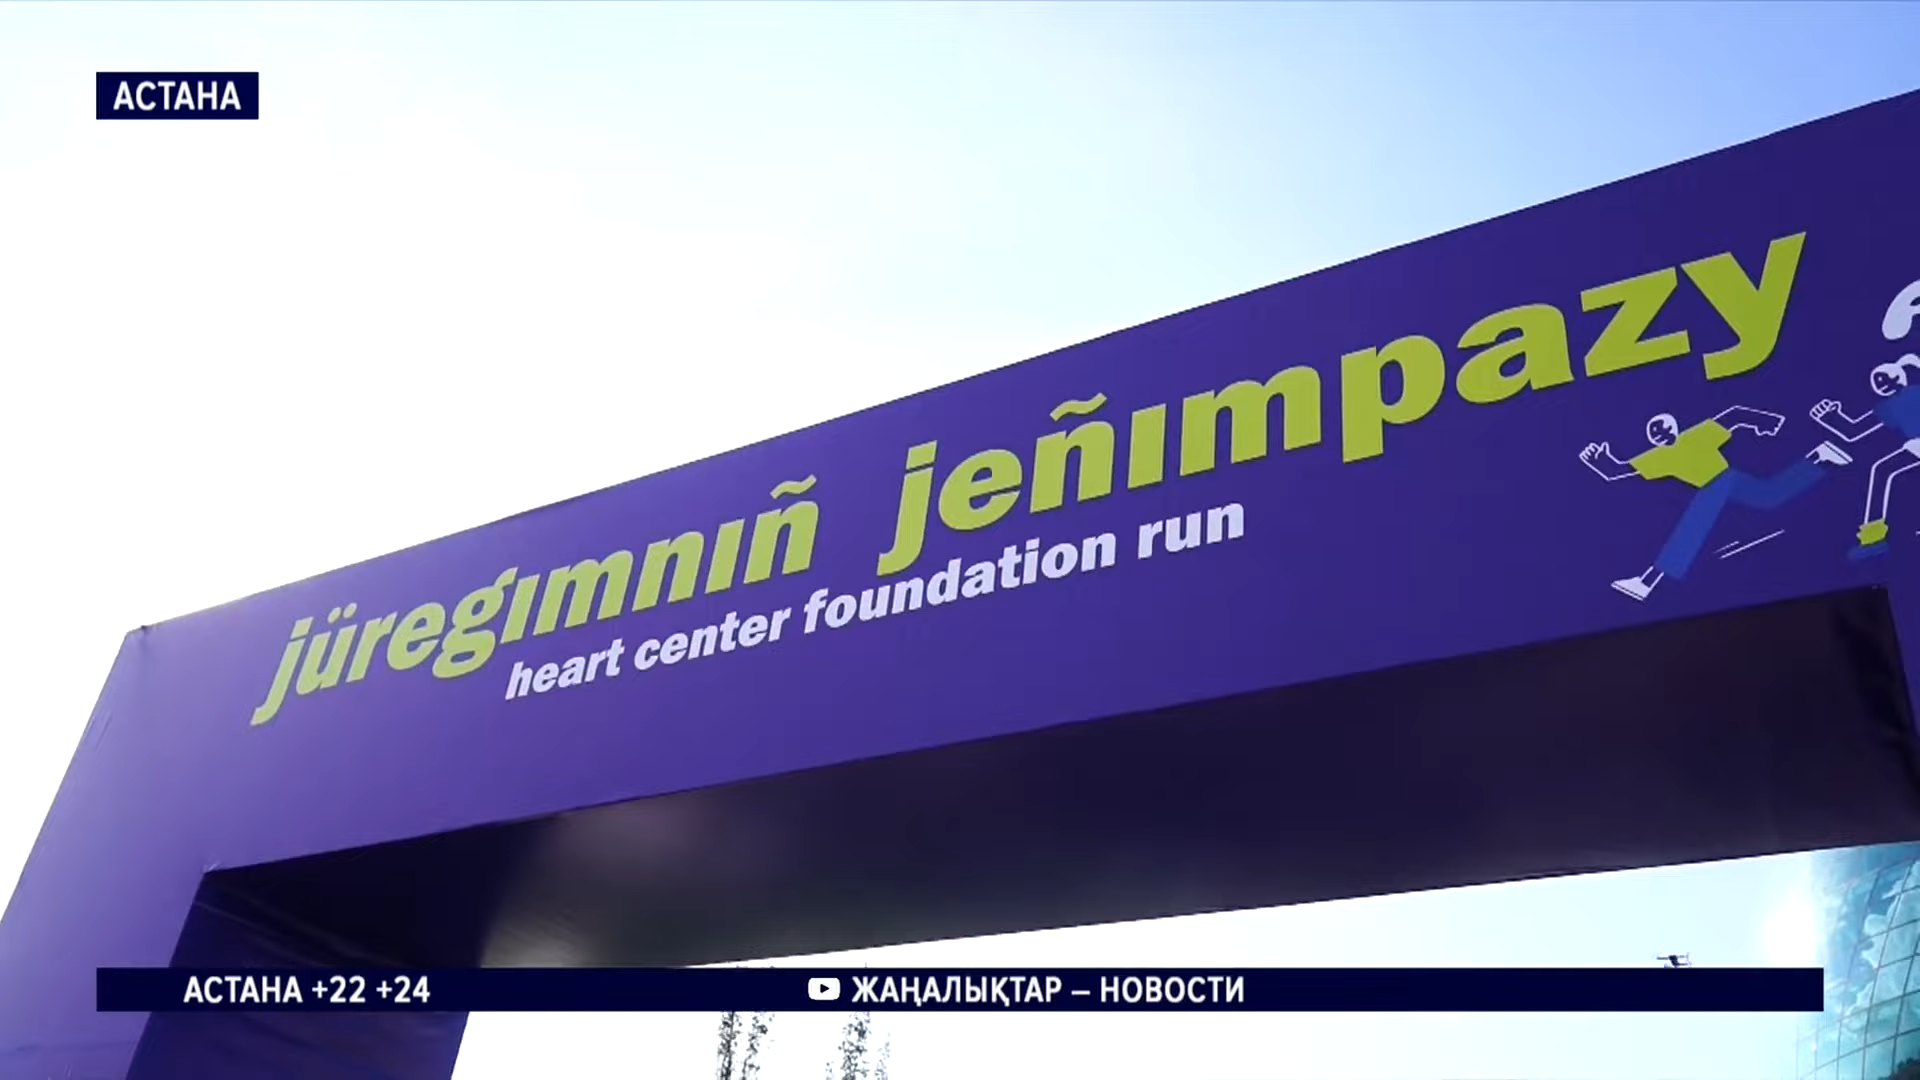 АСТАНА
jüregımnıñ jeñımpazy
heart center foundation run
АСТАНА +22 +24
ЖАҢАЛЫҚТАР – НОВОСТИ